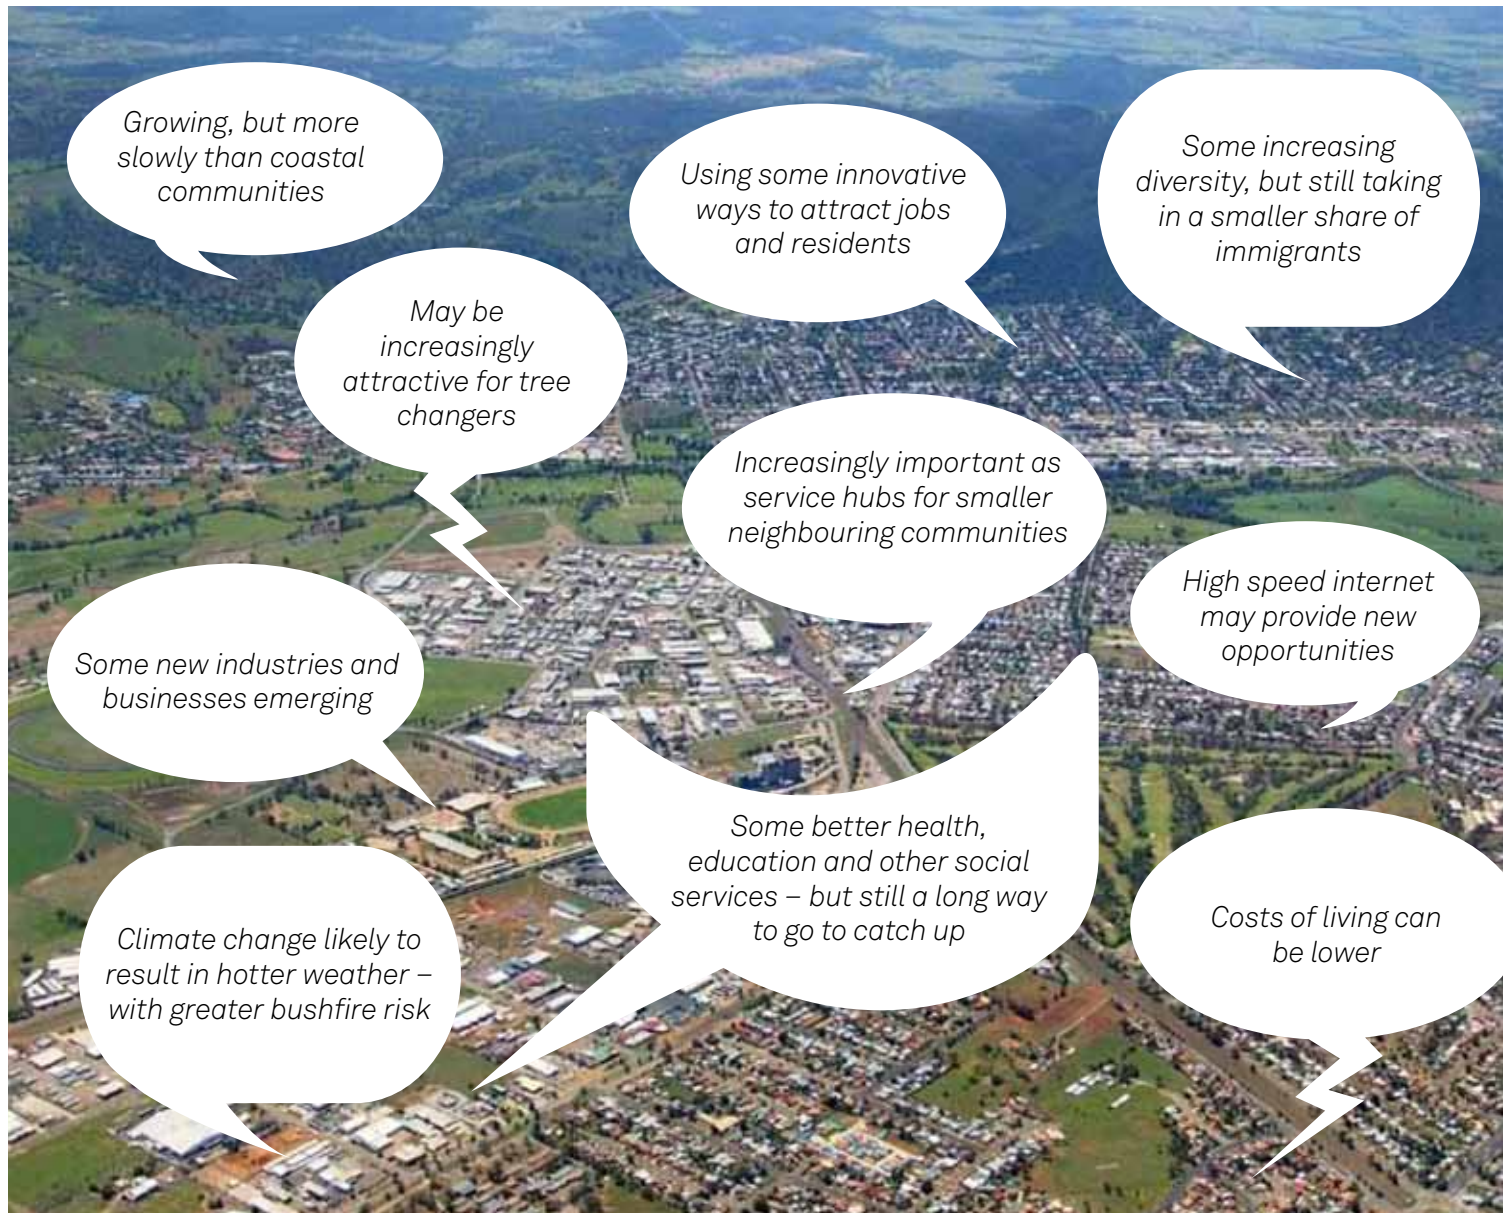 Growing, but more
slowly than coastal
communities
Using some innovative
ways to attract jobs
and residents
Some increasing
diversity, but still taking
in a smaller share of
immigrants
May be
increasingly
attractive for tree
changers
Increasingly important as
service hubs for smaller
neighbouring communities
High speed internet
may provide new
opportunities
Some new industries and
businesses emerging
Some better health,
education and other social
services – but still a long way
to go to catch up
Costs of living can
be lower
Climate change likely to
result in hotter weather –
with greater bushfire risk